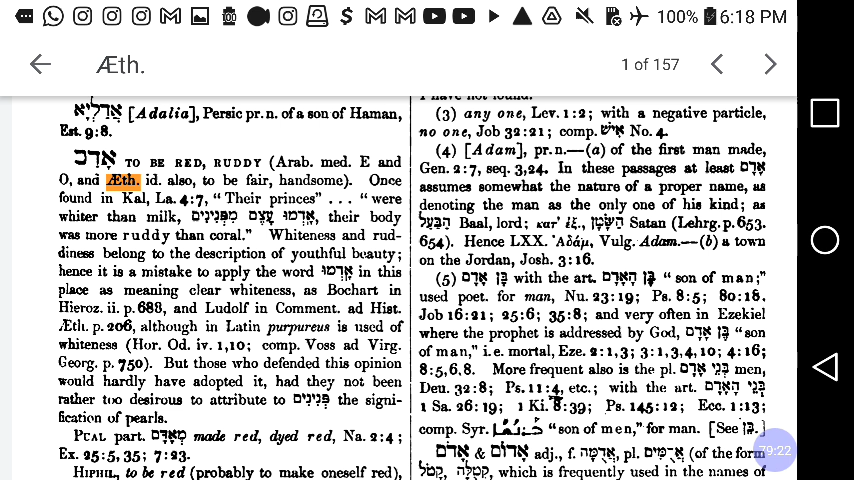 100% 6:18 PM
Æth.
1 of 157
אֲדַלְיָא [Adalia], Persic pr. n. of a son of Haman,
Est. 9:8.
אָדַם TO BE RED, RUDDY (Arab. med. E and
O, and Æth. id. also, to be fair, handsome). Once
found in Kal, La. 4:7, “Their princes” ... “were
whiter than milk, אָדְמוּ עֶצֶם מִפְּנִינִים, their body
was more ruddy than coral.” Whiteness and rud-
diness belong to the description of youthful beauty;
hence it is a mistake to apply the word אָדְמוּ in this
place as meaning clear whiteness, as Bochart in
Hieroz. ii. p. 688, and Ludolf in Comment. ad Hist.
Æth. p. 206, although in Latin purpureus is used of
whiteness (Hor. Od. iv. 1, 10; comp. Voss ad Virg.
Georg. p. 750). But those who defended this opinion
would hardly have adopted it, had they not been
rather too desirous to attribute to פְּנִינִים the signi-
fication of pearls.
PUAL part. מְאָדָּם made red, dyed red, Na. 2:4;
Ex. 25:5, 35; 7:23.
HIPHIL, to be red (probably to make oneself red),
I have not found.
(3) any one, Lev. 1:2; with a negative particle,
no one, Job 32:21; comp. אִישׁ No. 4.
(4) [Adam], pr.n.—(a) of the first man made,
Gen. 2:7, seq. 3, 24. In these passages at least אָדָם
assumes somewhat the nature of a proper name, as
denoting the man as the only one of his kind; as
הַבַּעַל Baal, lord; κατ’ ἐξ., הַשָּׂטָן Satan (Lehrg. p. 653.
654). Hence LXX. Ἀδάμ, Vulg. Adam.—(b) a town
on the Jordan, Josh. 3:16.
(5) בֶּן אָדָם with the art. בֶּן הָאָדָם “son of man;”
used poet. for man, Nu. 23:19; Ps. 8:5; 80:18.
Job 16:21; 25:6; 35:8; and very often in Ezekiel
where the prophet is addressed by God, בֶּן אָדָם “son
of man,” i.e. mortal, Eze. 2:1, 3; 3:1, 3, 4, 10; 4:16;
8:5, 6, 8. More frequent also is the pl. בְּנֵי אָדָם men,
Deu. 32:8; Ps. 11:4, etc.; with the art. בְּנֵי הָאָדָם
1 Sa. 26:19; 1 Ki. 8:39; Ps. 145:12; Ecc. 1:13;
comp. Syr. “son of men,” for man. [See בֵּן.]
אָדוֹם & אָדֹם adj., f. אֲדֻמָּה, pl. אֲדֻמִּים (of the form
קְטֻלָּה, קְטֹל, which is frequently used in the names of
79:22